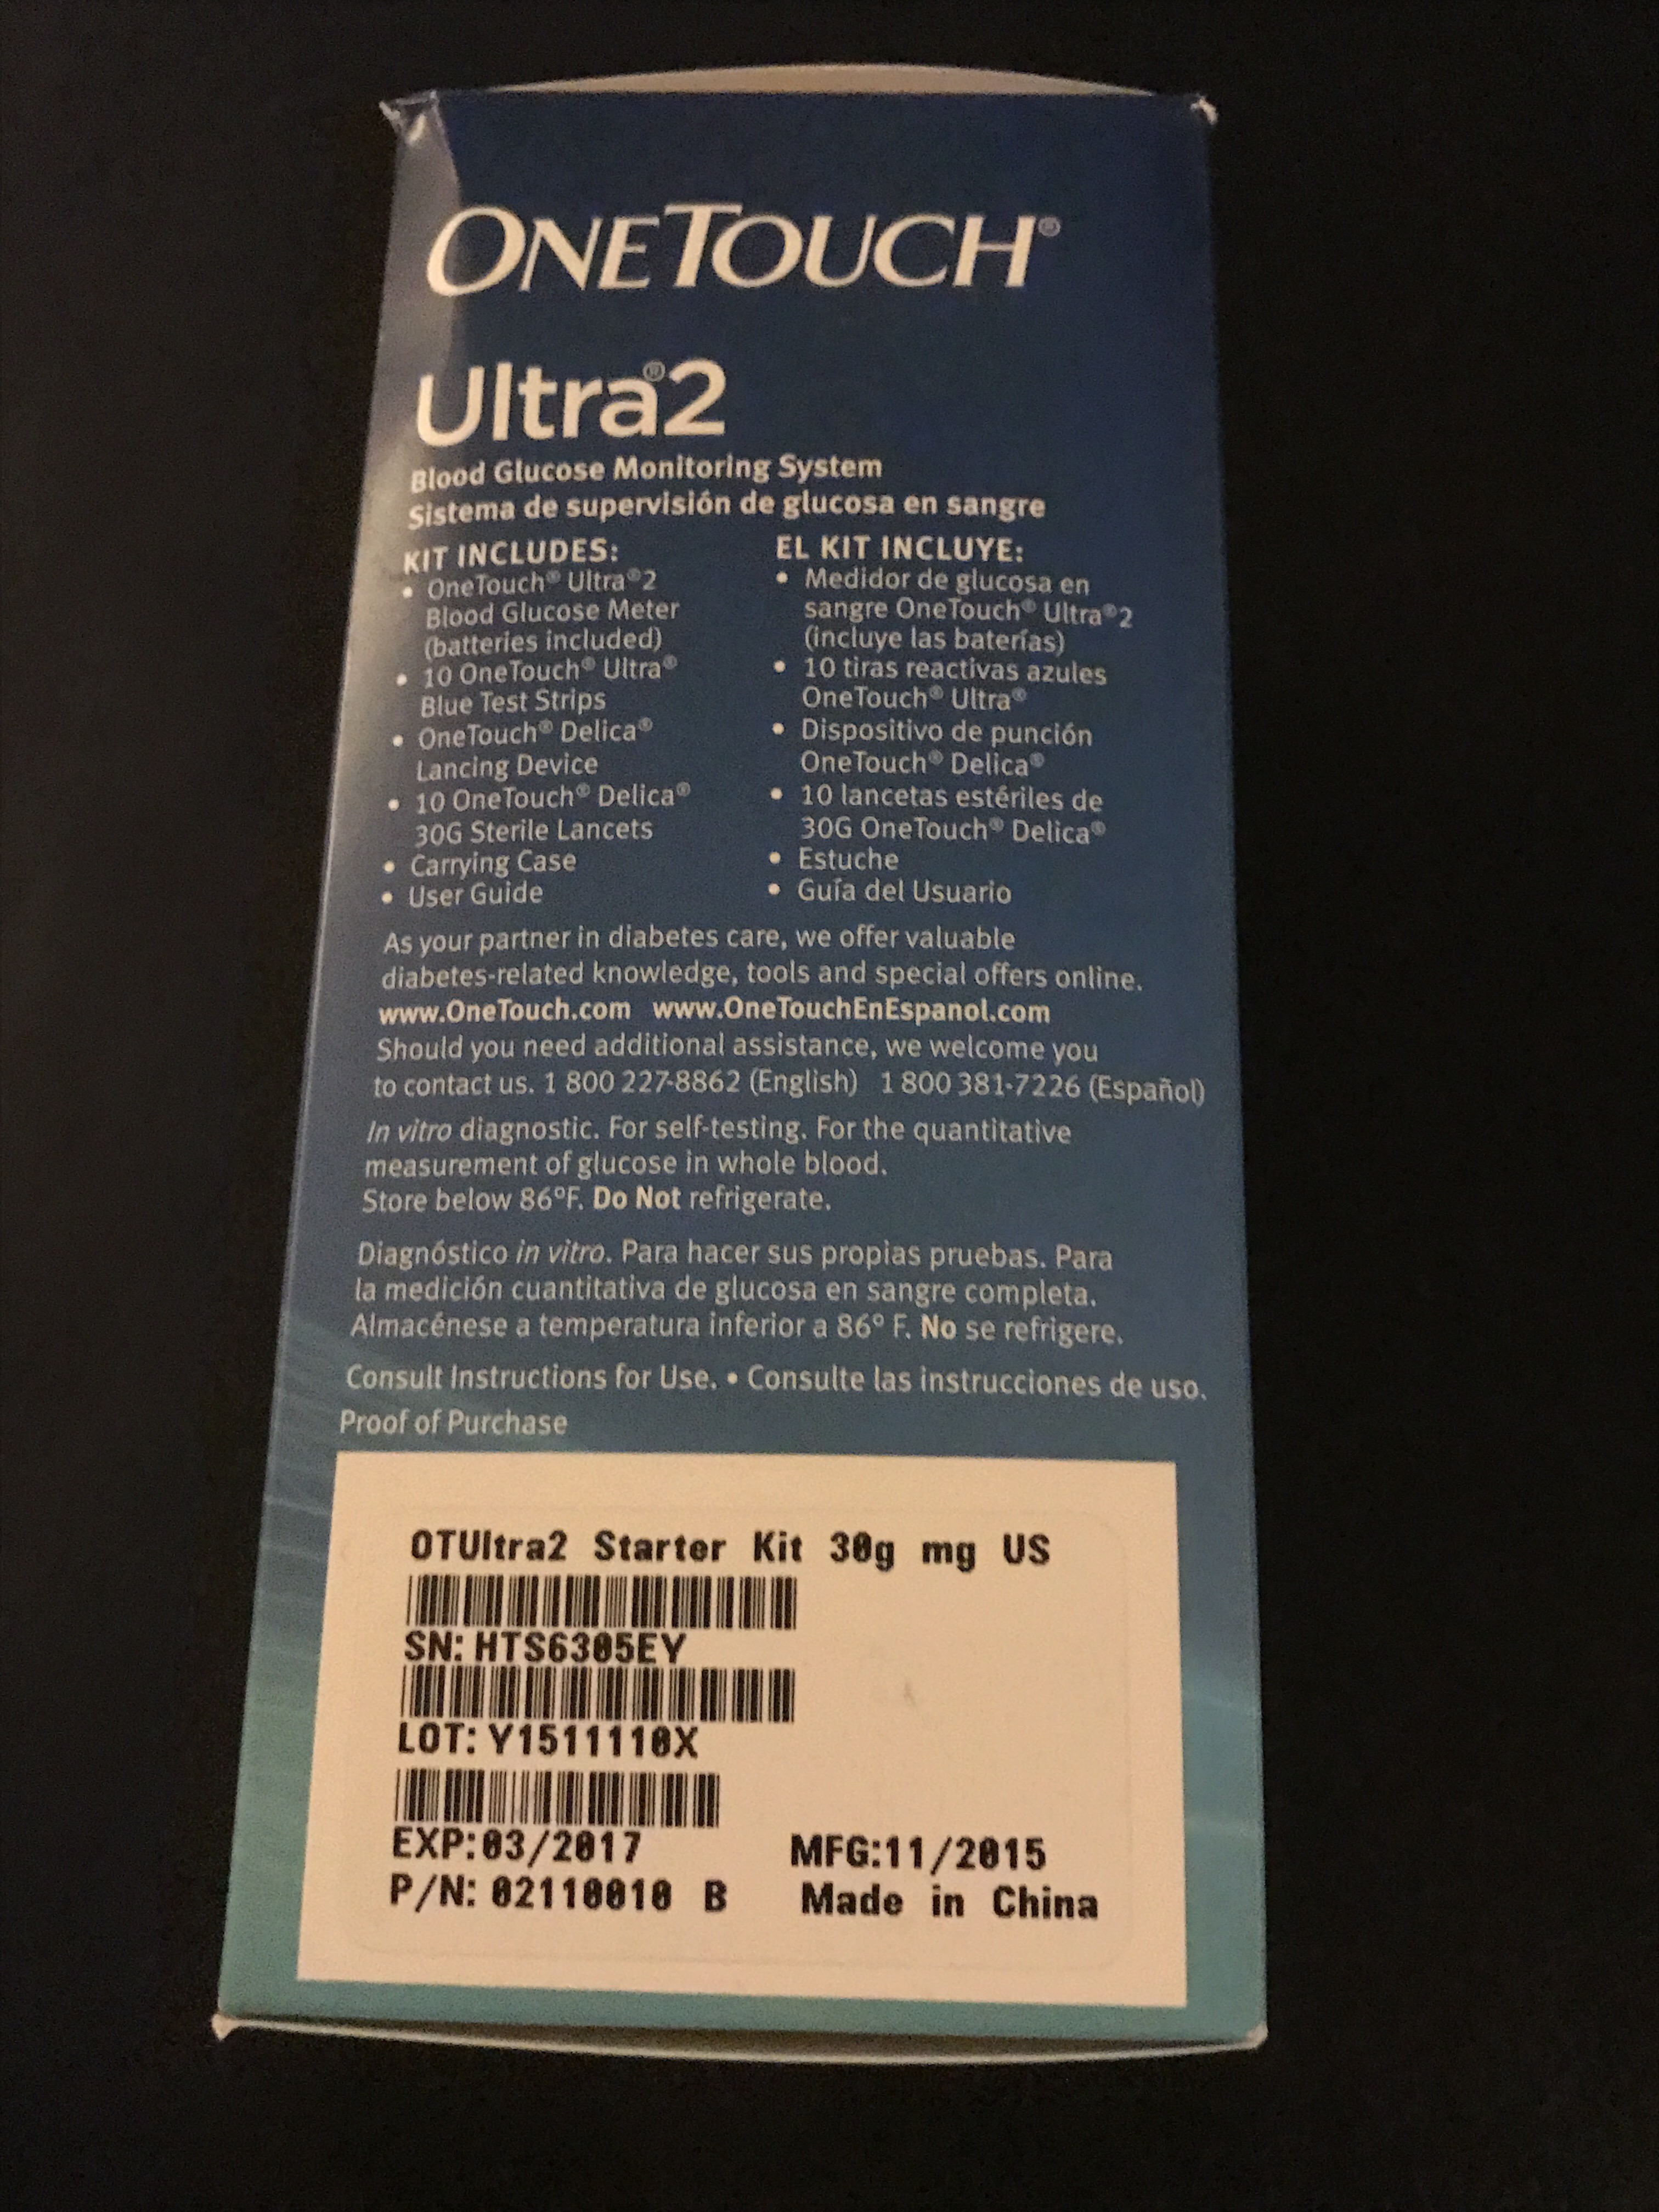 ONETOUCH®
Ultra®2
Blood Glucose Monitoring System
Sistema de supervisión de glucosa en sangre
KIT INCLUDES:
• OneTouch® Ultra®2
Blood Glucose Meter
(batteries included)
• 10 OneTouch® Ultra®
Blue Test Strips
• OneTouch® Delica®
Lancing Device
• 10 OneTouch® Delica®
30G Sterile Lancets
• Carrying Case
• User Guide
EL KIT INCLUYE:
• Medidor de glucosa en
sangre OneTouch® Ultra®2
(incluye las baterías)
• 10 tiras reactivas azules
OneTouch® Ultra®
• Dispositivo de punción
OneTouch® Delica®
• 10 lancetas estériles de
30G OneTouch® Delica®
• Estuche
• Guía del Usuario
As your partner in diabetes care, we offer valuable
diabetes-related knowledge, tools and special offers online.
www.OneTouch.com www.OneTouchEnEspanol.com
Should you need additional assistance, we welcome you
to contact us. 1 800 227-8862 (English) 1 800 381-7226 (Español)
In vitro diagnostic. For self-testing. For the quantitative
measurement of glucose in whole blood.
Store below 86°F. Do Not refrigerate.
Diagnóstico in vitro. Para hacer sus propias pruebas. Para
la medición cuantitativa de glucosa en sangre completa.
Almacénese a temperatura inferior a 86° F. No se refrigere.
Consult Instructions for Use. • Consulte las instrucciones de uso.
Proof of Purchase
OTUltra2 Starter Kit 30g mg US
SN: HTS6305EY
LOT: Y1511110X
EXP:03/2017 MFG:11/2015
P/N: 02110010 B Made in China